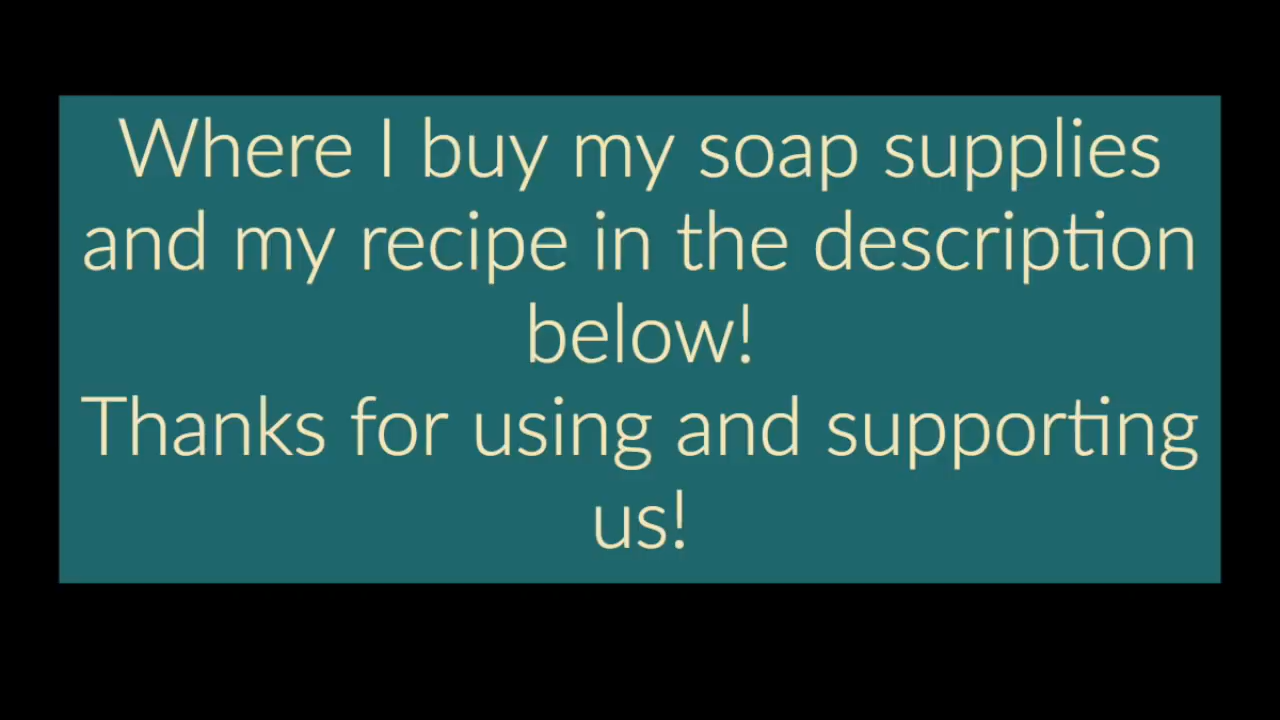 Where I buy my soap supplies
and my recipe in the description
below!
Thanks for using and supporting
us!